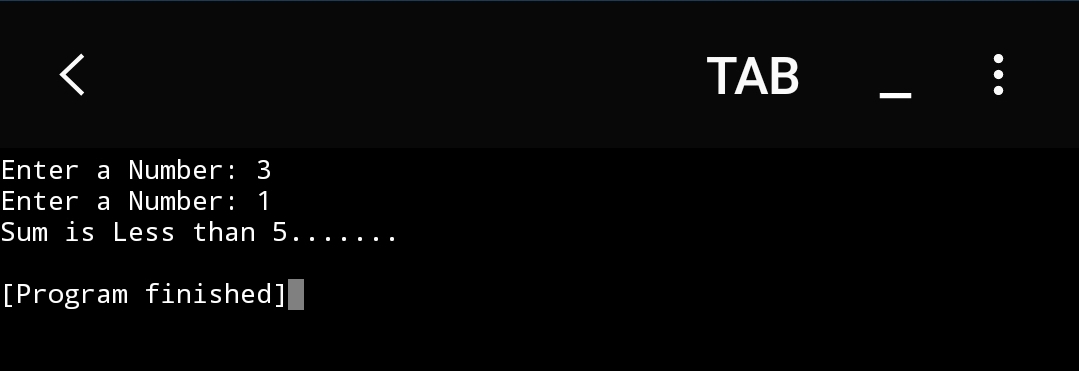 TAB _
Enter a Number: 3
Enter a Number: 1
Sum is Less than 5.......
[Program finished]